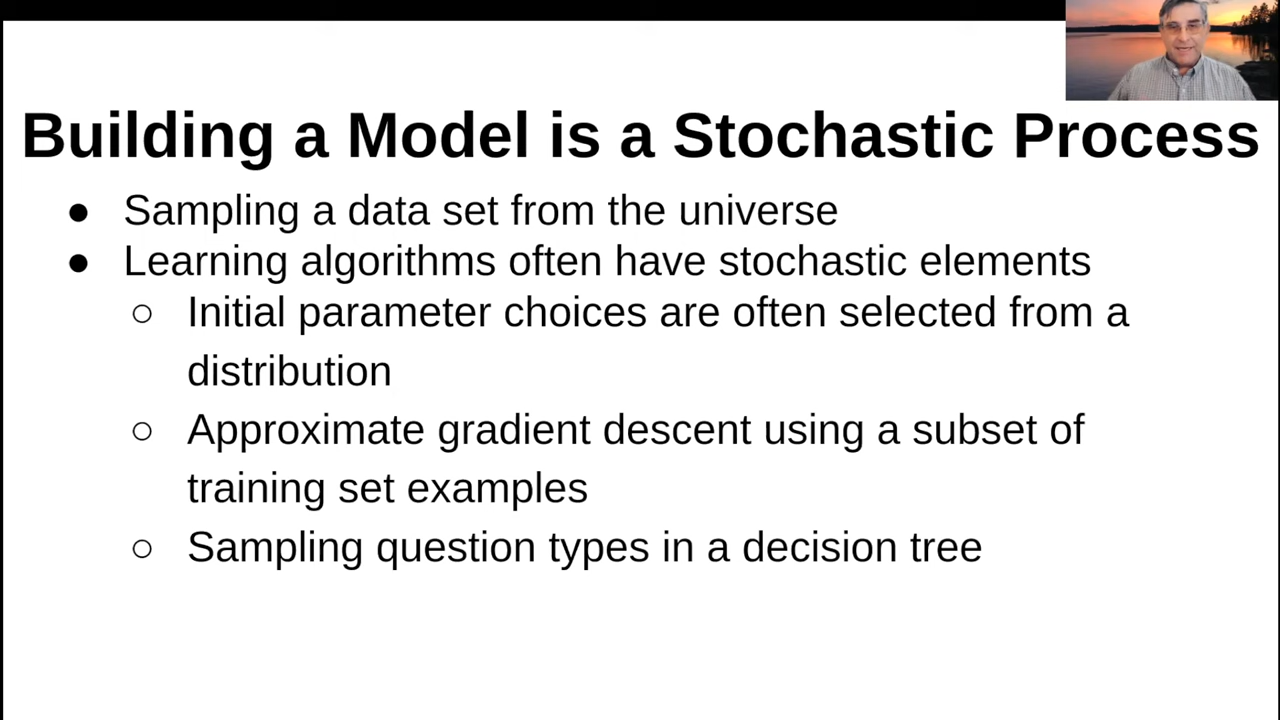 Building a Model is a Stochastic Process
● Sampling a data set from the universe
● Learning algorithms often have stochastic elements
○ Initial parameter choices are often selected from a
distribution
○ Approximate gradient descent using a subset of
training set examples
○ Sampling question types in a decision tree